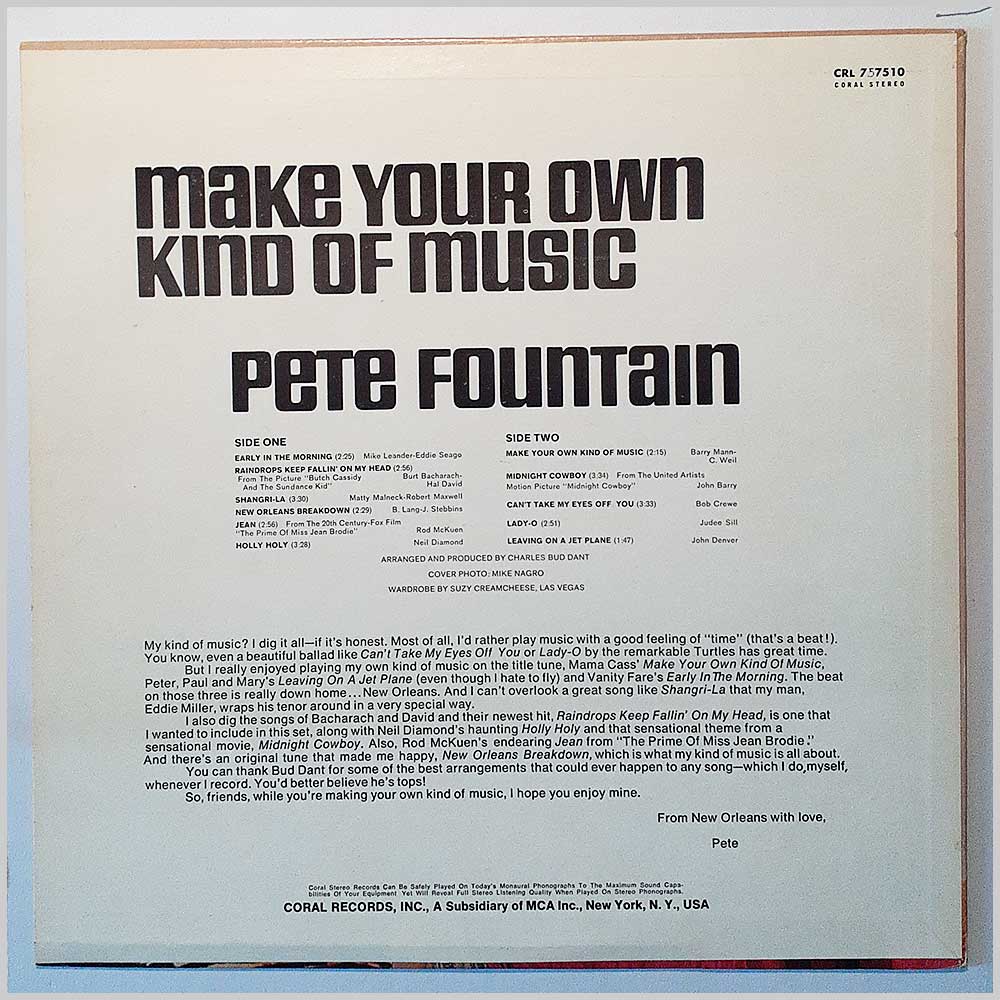 CRL 757510
CORAL STEREO
make YOUR OWN
KIND OF MUSIC
Pete FOUNTAIN
SIDE ONE
EARLY IN THE MORNING (2:25) Mike Leander-Eddie Seago
RAINDROPS KEEP FALLIN' ON MY HEAD (2:56)
From The Picture "Butch Cassidy Burt Bacharach-
And The Sundance Kid" Hal David
SHANGRI-LA (3:30) Matty Malneck-Robert Maxwell
NEW ORLEANS BREAKDOWN (2:29) B. Lang-J. Stebbins
JEAN (2:56) From The 20th Century-Fox Film
"The Prime Of Miss Jean Brodie" Rod McKuen
HOLLY HOLY (3:28) Neil Diamond
SIDE TWO
MAKE YOUR OWN KIND OF MUSIC (2:15) Barry Mann-
C. Weil
MIDNIGHT COWBOY (3:34) From The United Artists
Motion Picture "Midnight Cowboy" John Barry
CAN'T TAKE MY EYES OFF YOU (3:33) Bob Crewe
LADY-O (2:51) Judee Sill
LEAVING ON A JET PLANE (1:47) John Denver
ARRANGED AND PRODUCED BY CHARLES BUD DANT
COVER PHOTO: MIKE NAGRO
WARDROBE BY SUZY CREAMCHEESE, LAS VEGAS
My kind of music? I dig it all—if it's honest. Most of all, I'd rather play music with a good feeling of "time" (that's a beat!).
You know, even a beautiful ballad like Can't Take My Eyes Off You or Lady-O by the remarkable Turtles has great time.
But I really enjoyed playing my own kind of music on the title tune, Mama Cass' Make Your Own Kind Of Music,
Peter, Paul and Mary's Leaving On A Jet Plane (even though I hate to fly) and Vanity Fare's Early In The Morning. The beat
on those three is really down home...New Orleans. And I can't overlook a great song like Shangri-La that my man,
Eddie Miller, wraps his tenor around in a very special way.
I also dig the songs of Bacharach and David and their newest hit, Raindrops Keep Fallin' On My Head, is one that
I wanted to include in this set, along with Neil Diamond's haunting Holly Holy and that sensational theme from a
sensational movie, Midnight Cowboy. Also, Rod McKuen's endearing Jean from "The Prime Of Miss Jean Brodie."
And there's an original tune that made me happy, New Orleans Breakdown, which is what my kind of music is all about.
You can thank Bud Dant for some of the best arrangements that could ever happen to any song—which I do, myself,
whenever I record. You'd better believe he's tops!
So, friends, while you're making your own kind of music, I hope you enjoy mine.
From New Orleans with love,
Pete
Coral Stereo Records Can Be Safely Played On Today's Monaural Phonographs To The Maximum Sound Capa-
bilities Of Your Equipment Yet Will Reveal Full Stereo Listening Quality When Played On Stereo Phonographs.
CORAL RECORDS, INC., A Subsidiary of MCA Inc., New York, N. Y., USA